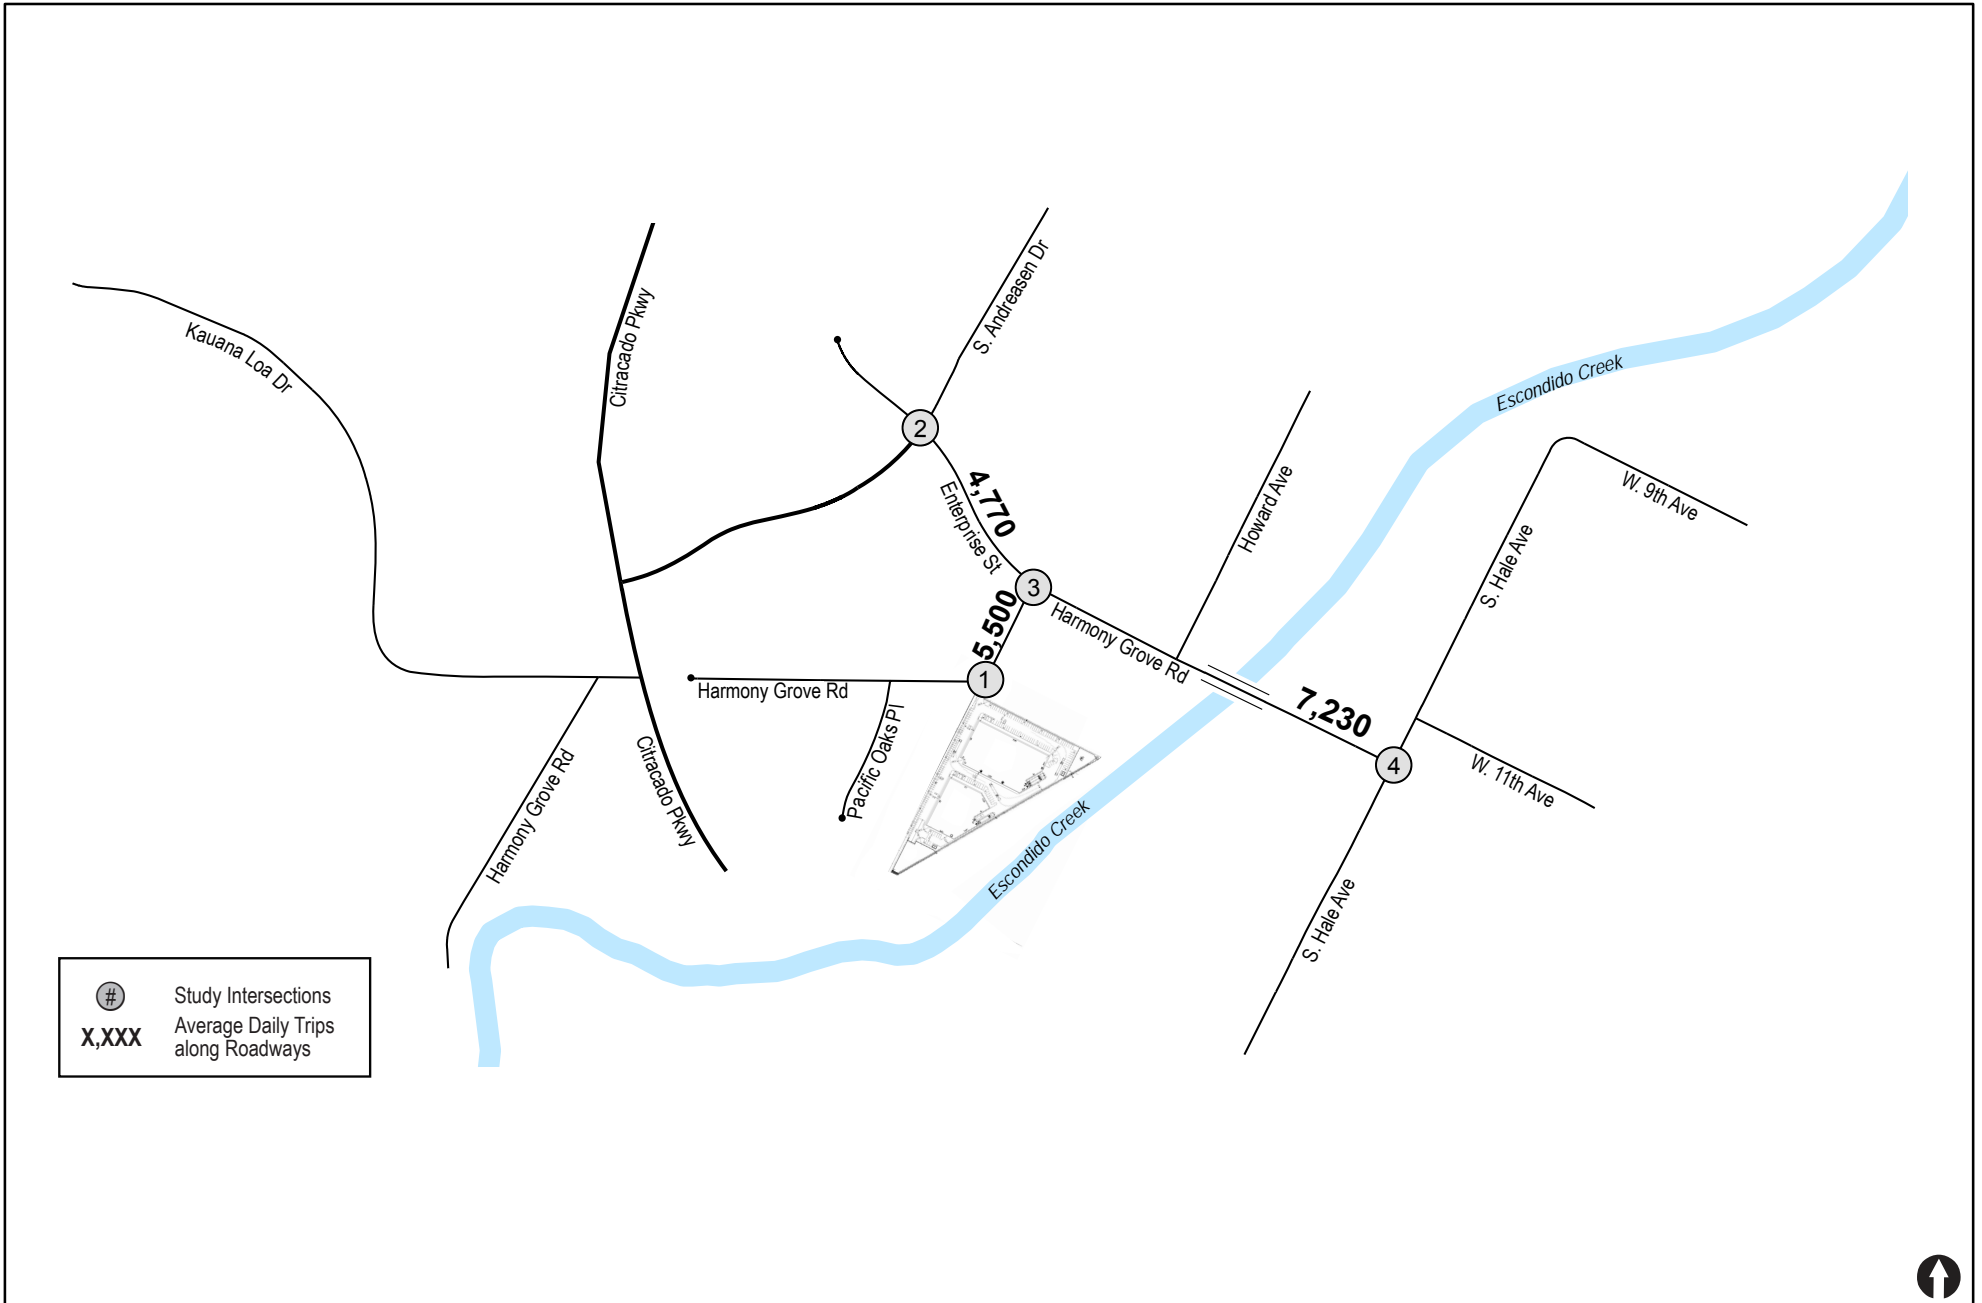 Kauana Loa Dr
Citracado Pkwy
S. Andreasen Dr
Escondido Creek
2
4,770
Enterprise St
Howard Ave
W. 9th Ave
S. Hale Ave
3
5,500
Harmony Grove Rd
1
Harmony Grove Rd
7,230
4
W. 11th Ave
Pacific Oaks Pl
Harmony Grove Rd
Citracado Pkwy
Escondido Creek
S. Hale Ave
# Study Intersections
X,XXX Average Daily Trips
along Roadways